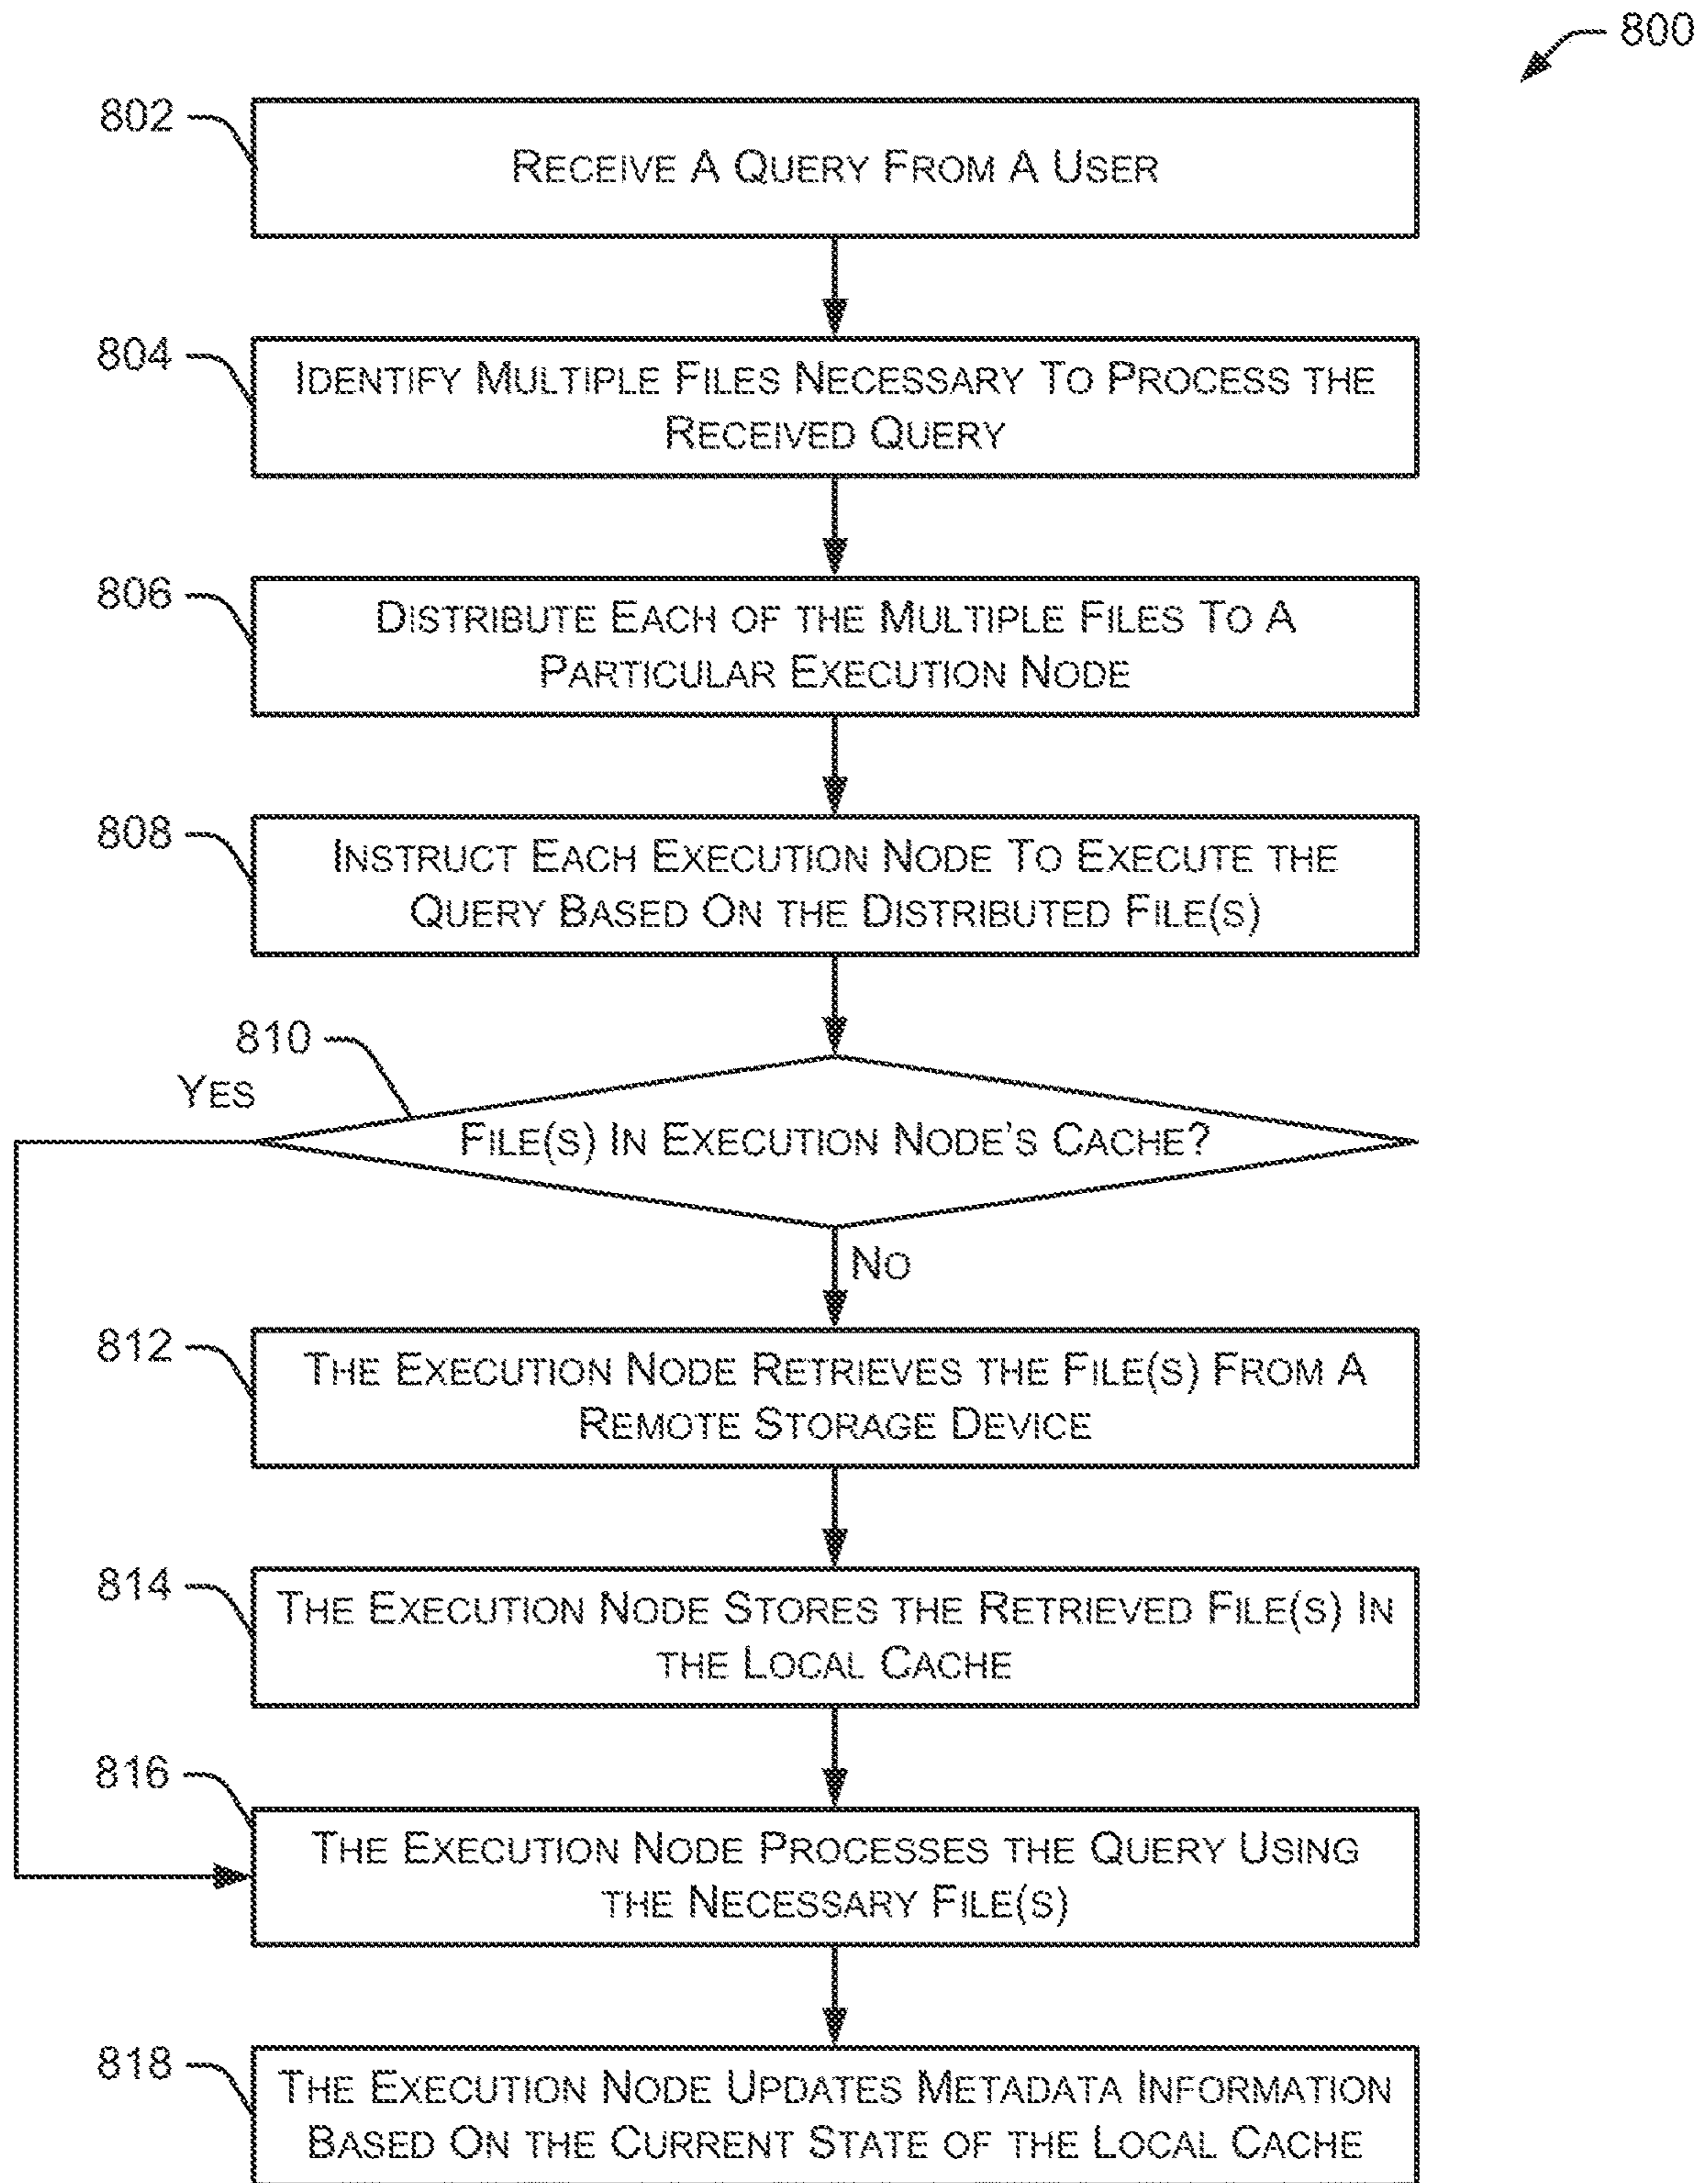 800
802
RECEIVE A QUERY FROM A USER
804
IDENTIFY MULTIPLE FILES NECESSARY TO PROCESS THE
RECEIVED QUERY
806
DISTRIBUTE EACH OF THE MULTIPLE FILES TO A
PARTICULAR EXECUTION NODE
808
INSTRUCT EACH EXECUTION NODE TO EXECUTE THE
QUERY BASED ON THE DISTRIBUTED FILE(S)
810
YES
FILE(S) IN EXECUTION NODE'S CACHE?
NO
812
THE EXECUTION NODE RETRIEVES THE FILE(S) FROM A
REMOTE STORAGE DEVICE
814
THE EXECUTION NODE STORES THE RETRIEVED FILE(S) IN
THE LOCAL CACHE
816
THE EXECUTION NODE PROCESSES THE QUERY USING
THE NECESSARY FILE(S)
818
THE EXECUTION NODE UPDATES METADATA INFORMATION
BASED ON THE CURRENT STATE OF THE LOCAL CACHE